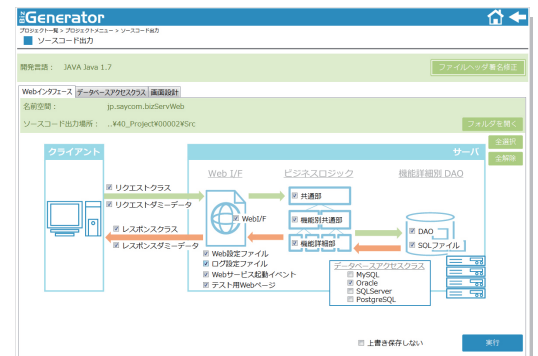 BizGenerator
プロジェクト一覧 > プロジェクトメニュー > ソースコード出力
ソースコード出力
開発言語： JAVA Java 1.7
ファイルヘッダ署名修正
Webインタフェース データベースアクセスクラス 画面設計
名前空間： jp.saycom.bizServWeb
ソースコード出力場所： ..¥40_Project¥00002¥Src
フォルダを開く
全選択
全解除
クライアント
サーバ
Web I/F
ビジネスロジック
機能詳細別 DAO
リクエストクラス
リクエストダミーデータ
レスポンスクラス
レスポンスダミーデータ
Web/I/F
共通部
機能別共通部
機能詳細部
DAO
SQLファイル
Web設定ファイル
ログ設定ファイル
Webサービス起動イベント
テスト用Webページ
データベースアクセスクラス
MySQL
Oracle
SQLServer
PostgreSQL
上書き保存しない
実行